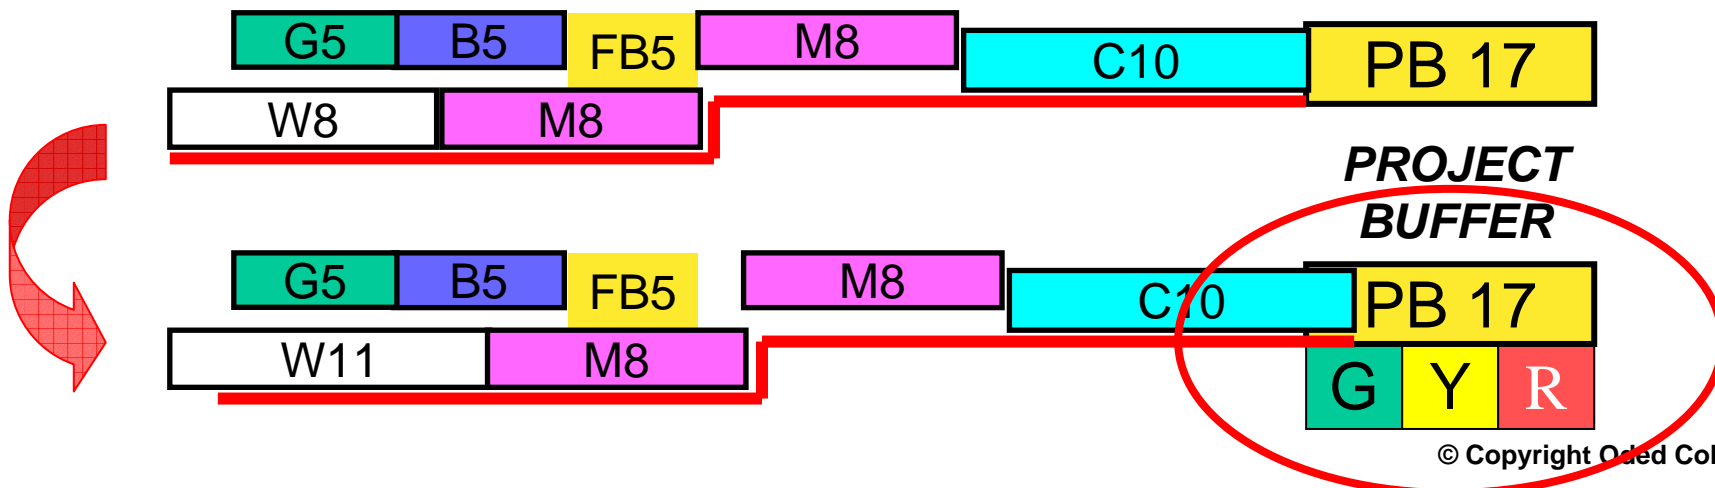 G5 B5 FB5 M8 C10 PB 17
W8 M8
PROJECT
BUFFER
G5 B5 FB5 M8 C10 PB 17
W11 M8
G Y R
© Copyright Oded